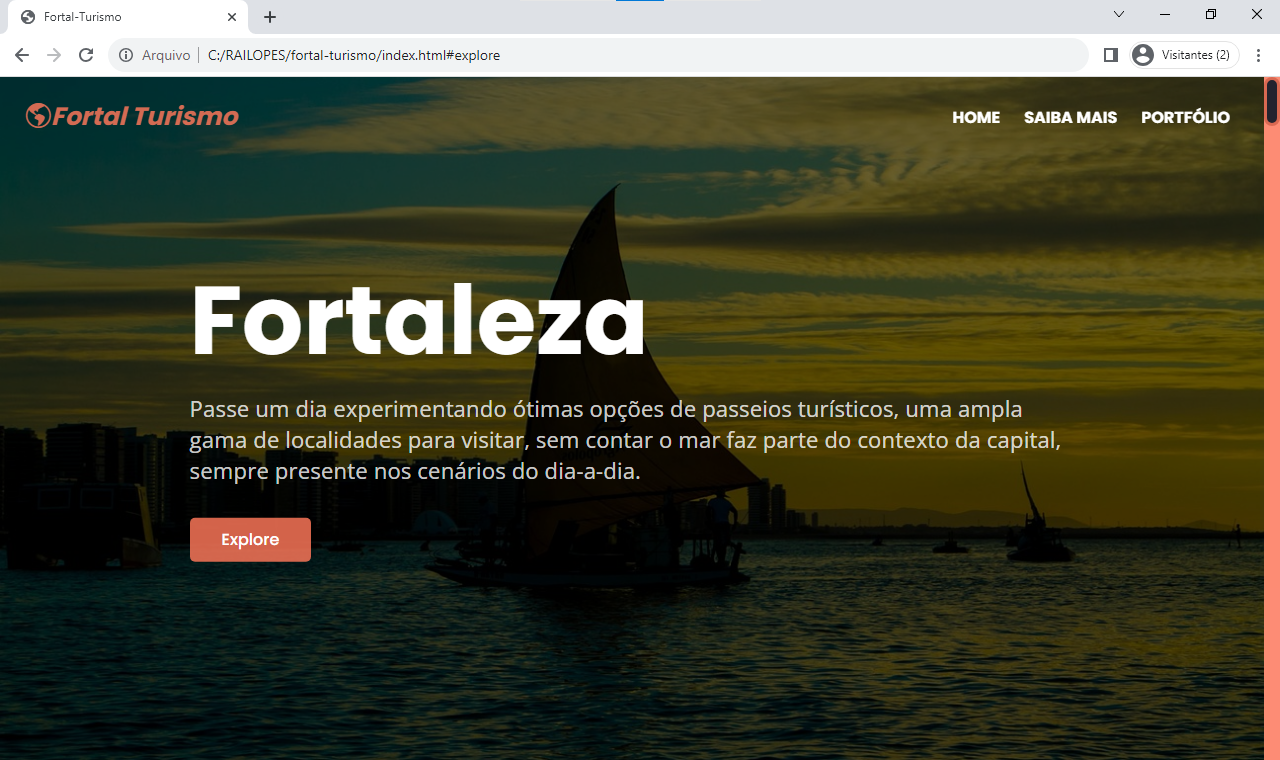 Fortal-Turismo
Arquivo C:/RAILOPES/fortal-turismo/index.html#explore
Visitantes (2)
Fortal Turismo
HOME SAIBA MAIS PORTFÓLIO
Fortaleza
Passe um dia experimentando ótimas opções de passeios turísticos, uma ampla
gama de localidades para visitar, sem contar o mar faz parte do contexto da capital,
sempre presente nos cenários do dia-a-dia.
Explore